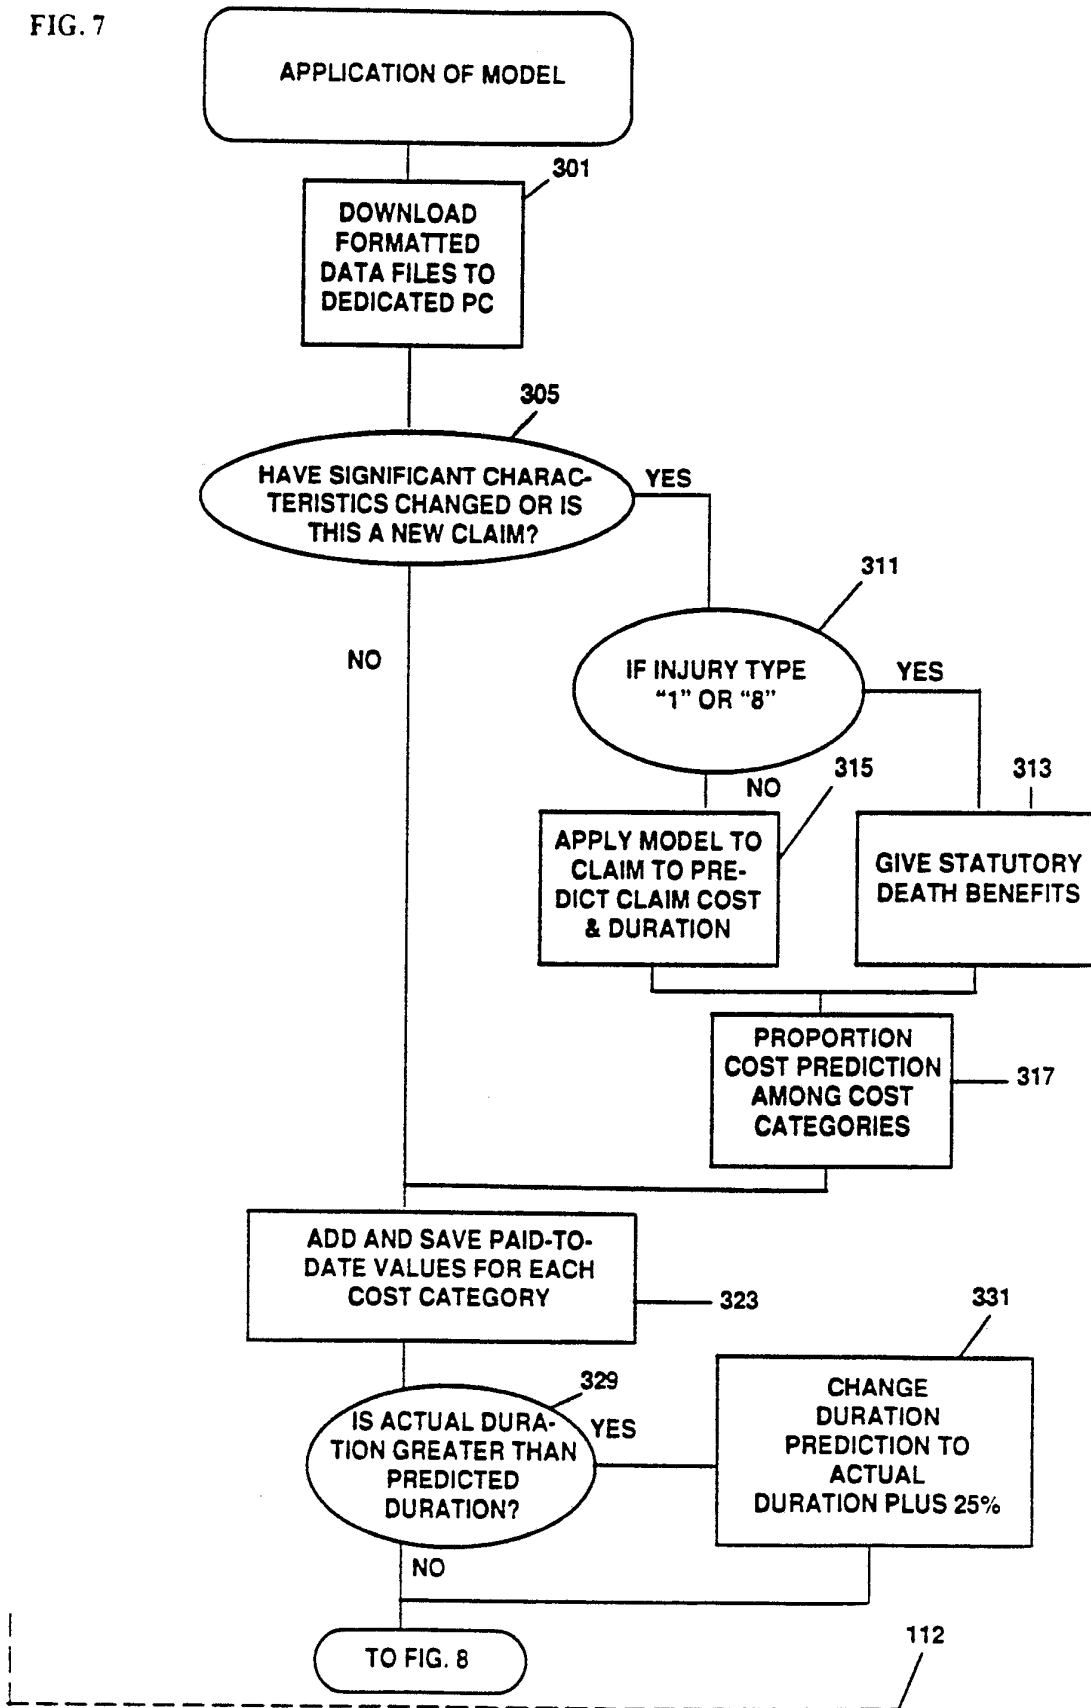 FIG. 7
APPLICATION OF MODEL
301
DOWNLOAD
FORMATTED
DATA FILES TO
DEDICATED PC
305
HAVE SIGNIFICANT CHARAC-
TERISTICS CHANGED OR IS
THIS A NEW CLAIM?
YES
NO
311
IF INJURY TYPE
“1” OR “8”
YES
NO
315
313
APPLY MODEL TO
CLAIM TO PRE-
DICT CLAIM COST
& DURATION
GIVE STATUTORY
DEATH BENEFITS
PROPORTION
COST PREDICTION
AMONG COST
CATEGORIES
317
ADD AND SAVE PAID-TO-
DATE VALUES FOR EACH
COST CATEGORY
323
331
329
IS ACTUAL DURA-
TION GREATER THAN
PREDICTED
DURATION?
YES
CHANGE
DURATION
PREDICTION TO
ACTUAL
DURATION PLUS 25%
NO
TO FIG. 8
112